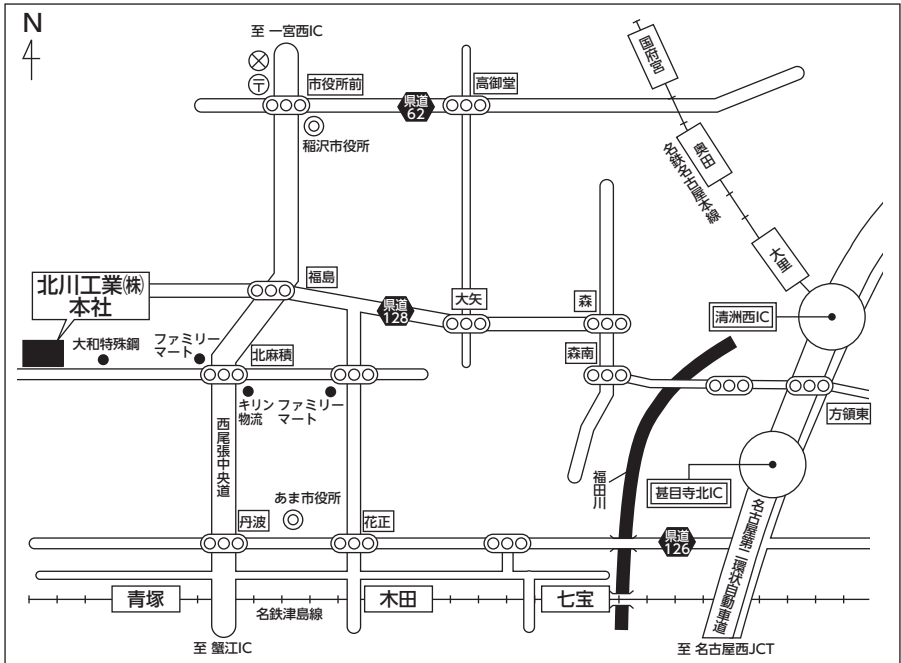 N
至 一宮西IC
国府宮
市役所前
高御堂
県道
62
稲沢市役所
奥田
名鉄名古屋本線
大里
北川工業㈱
本社
福島
県道
128
大矢
森
清洲西IC
大和特殊鋼
ファミリー
マート
北麻積
森南
キリン
物流
ファミリー
マート
方領東
西尾張中央道
福田川
甚目寺北IC
あま市役所
丹波
花正
県道
126
名古屋第二環状自動車道
青塚
名鉄津島線
木田
七宝
至 蟹江IC
至 名古屋西JCT